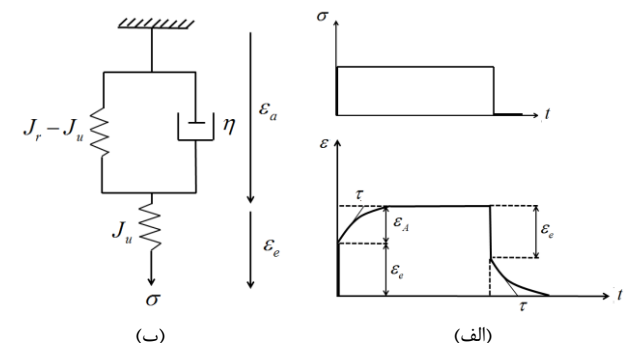 σ
t
ε
τ
ε_A
ε_e
ε_e
τ
t
(الف)
J_r − J_u
η
ε_a
J_u
ε_e
σ
(ب)